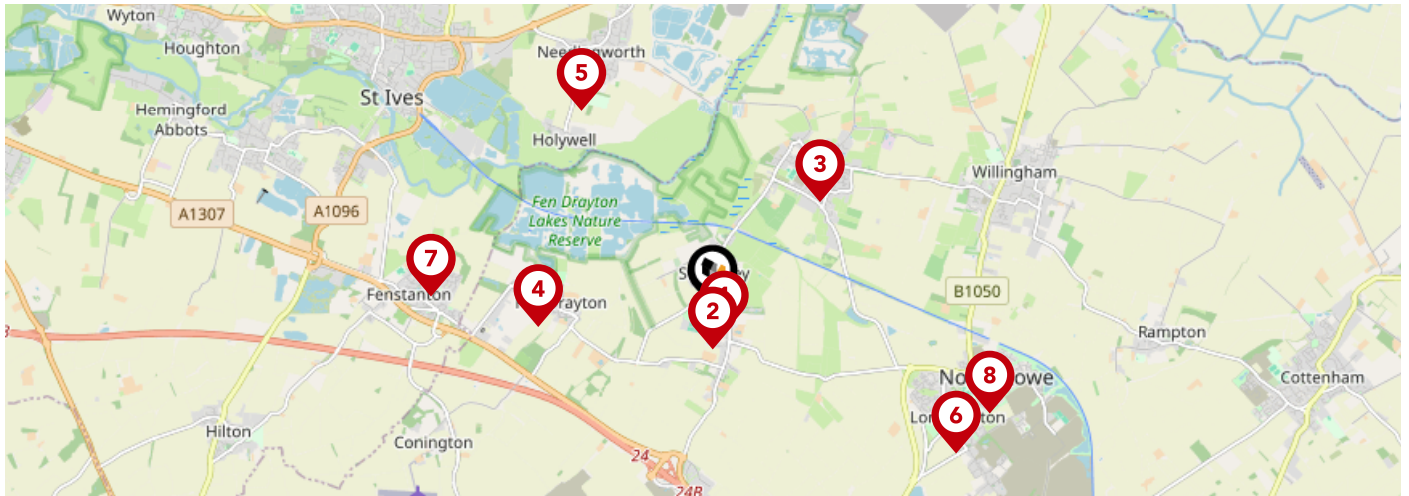 Wyton
Houghton
Needingworth
5
St Ives
Hemingford
Abbots
Holywell
3
Willingham
Fen Drayton
Lakes Nature
Reserve
A1307
A1096
7
4
Fenstanton
2
B1050
Rampton
8
Cottenham
6
Hilton
Conington
24
24B